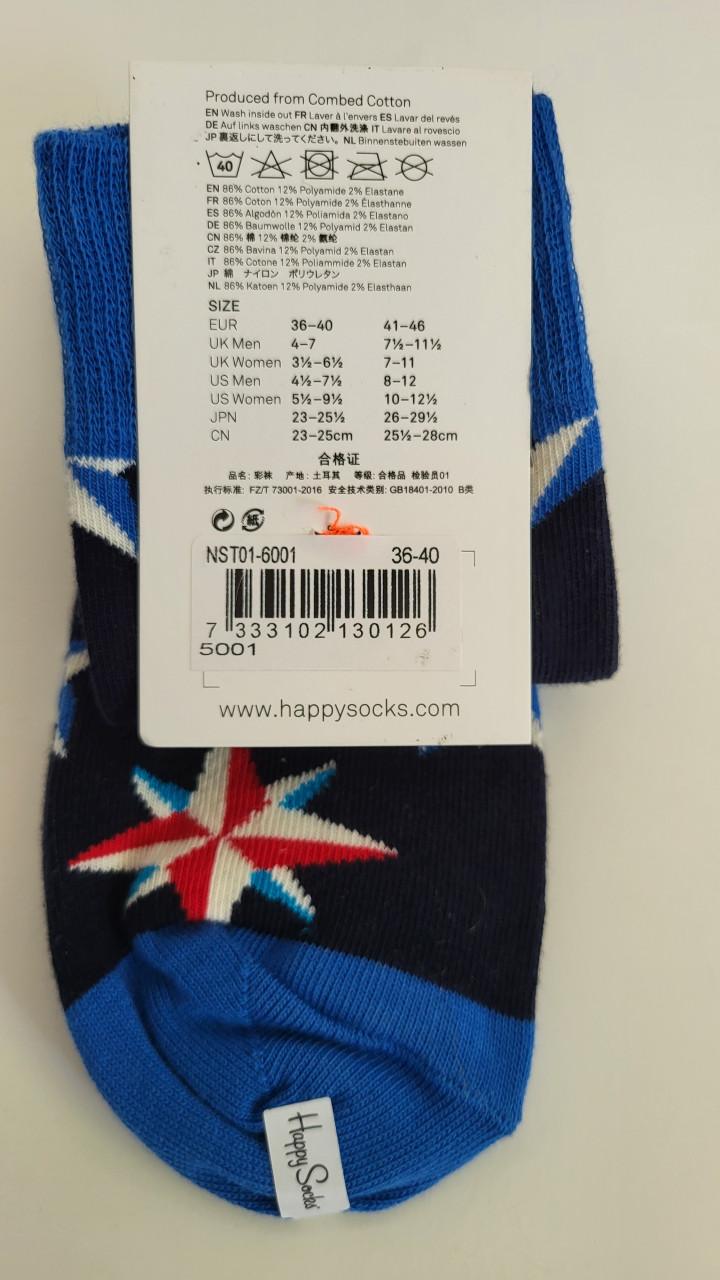 Produced from Combed Cotton
EN Wash inside out FR Laver à l'envers ES Lavar del revés
DE Auf links waschen CN 内翻外洗涤 IT Lavare al rovescio
JP 裏返しにして洗ってください。NL Binnenstebuiten wassen
40
EN 86% Cotton 12% Polyamide 2% Elastane
FR 86% Coton 12% Polyamide 2% Élasthanne
ES 86% Algodòn 12% Poliamida 2% Elastano
DE 86% Baumwolle 12% Polyamid 2% Elastan
CN 86% 棉 12% 锦纶 2% 氨纶
CZ 86% Bavina 12% Polyamid 2% Elastan
IT 86% Cotone 12% Poliammide 2% Elastan
JP 綿 ナイロン ポリウレタン
NL 86% Katoen 12% Polyamide 2% Elasthaan
SIZE
EUR 36–40 41–46
UK Men 4–7 7½–11½
UK Women 3½–6½ 7–11
US Men 4½–7½ 8–12
US Women 5½–9½ 10–12½
JPN 23–25½ 26–29½
CN 23–25cm 25½–28cm
合格证
品名: 彩袜 产地: 土耳其 等级: 合格品 检验员01
执行标准: FZ/T 73001-2016 安全技术类别: GB18401-2010 B类
紙
NST01-6001 36-40
7 333102 130126
5001
www.happysocks.com
Happy Socks